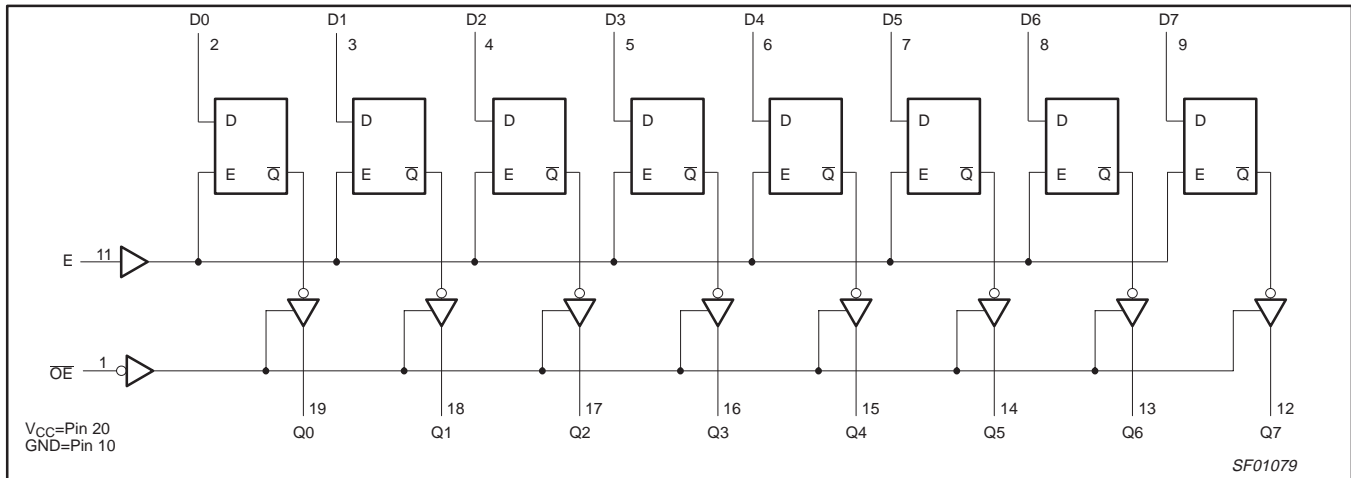 D0 D1 D2 D3 D4 D5 D6 D7
2 3 4 5 6 7 8 9
D D D D D D D D
E Q̅ E Q̅ E Q̅ E Q̅ E Q̅ E Q̅ E Q̅ E Q̅
E 11
O̅E̅ 1
19 18 17 16 15 14 13 12
Q0 Q1 Q2 Q3 Q4 Q5 Q6 Q7
VCC=Pin 20
GND=Pin 10
SF01079